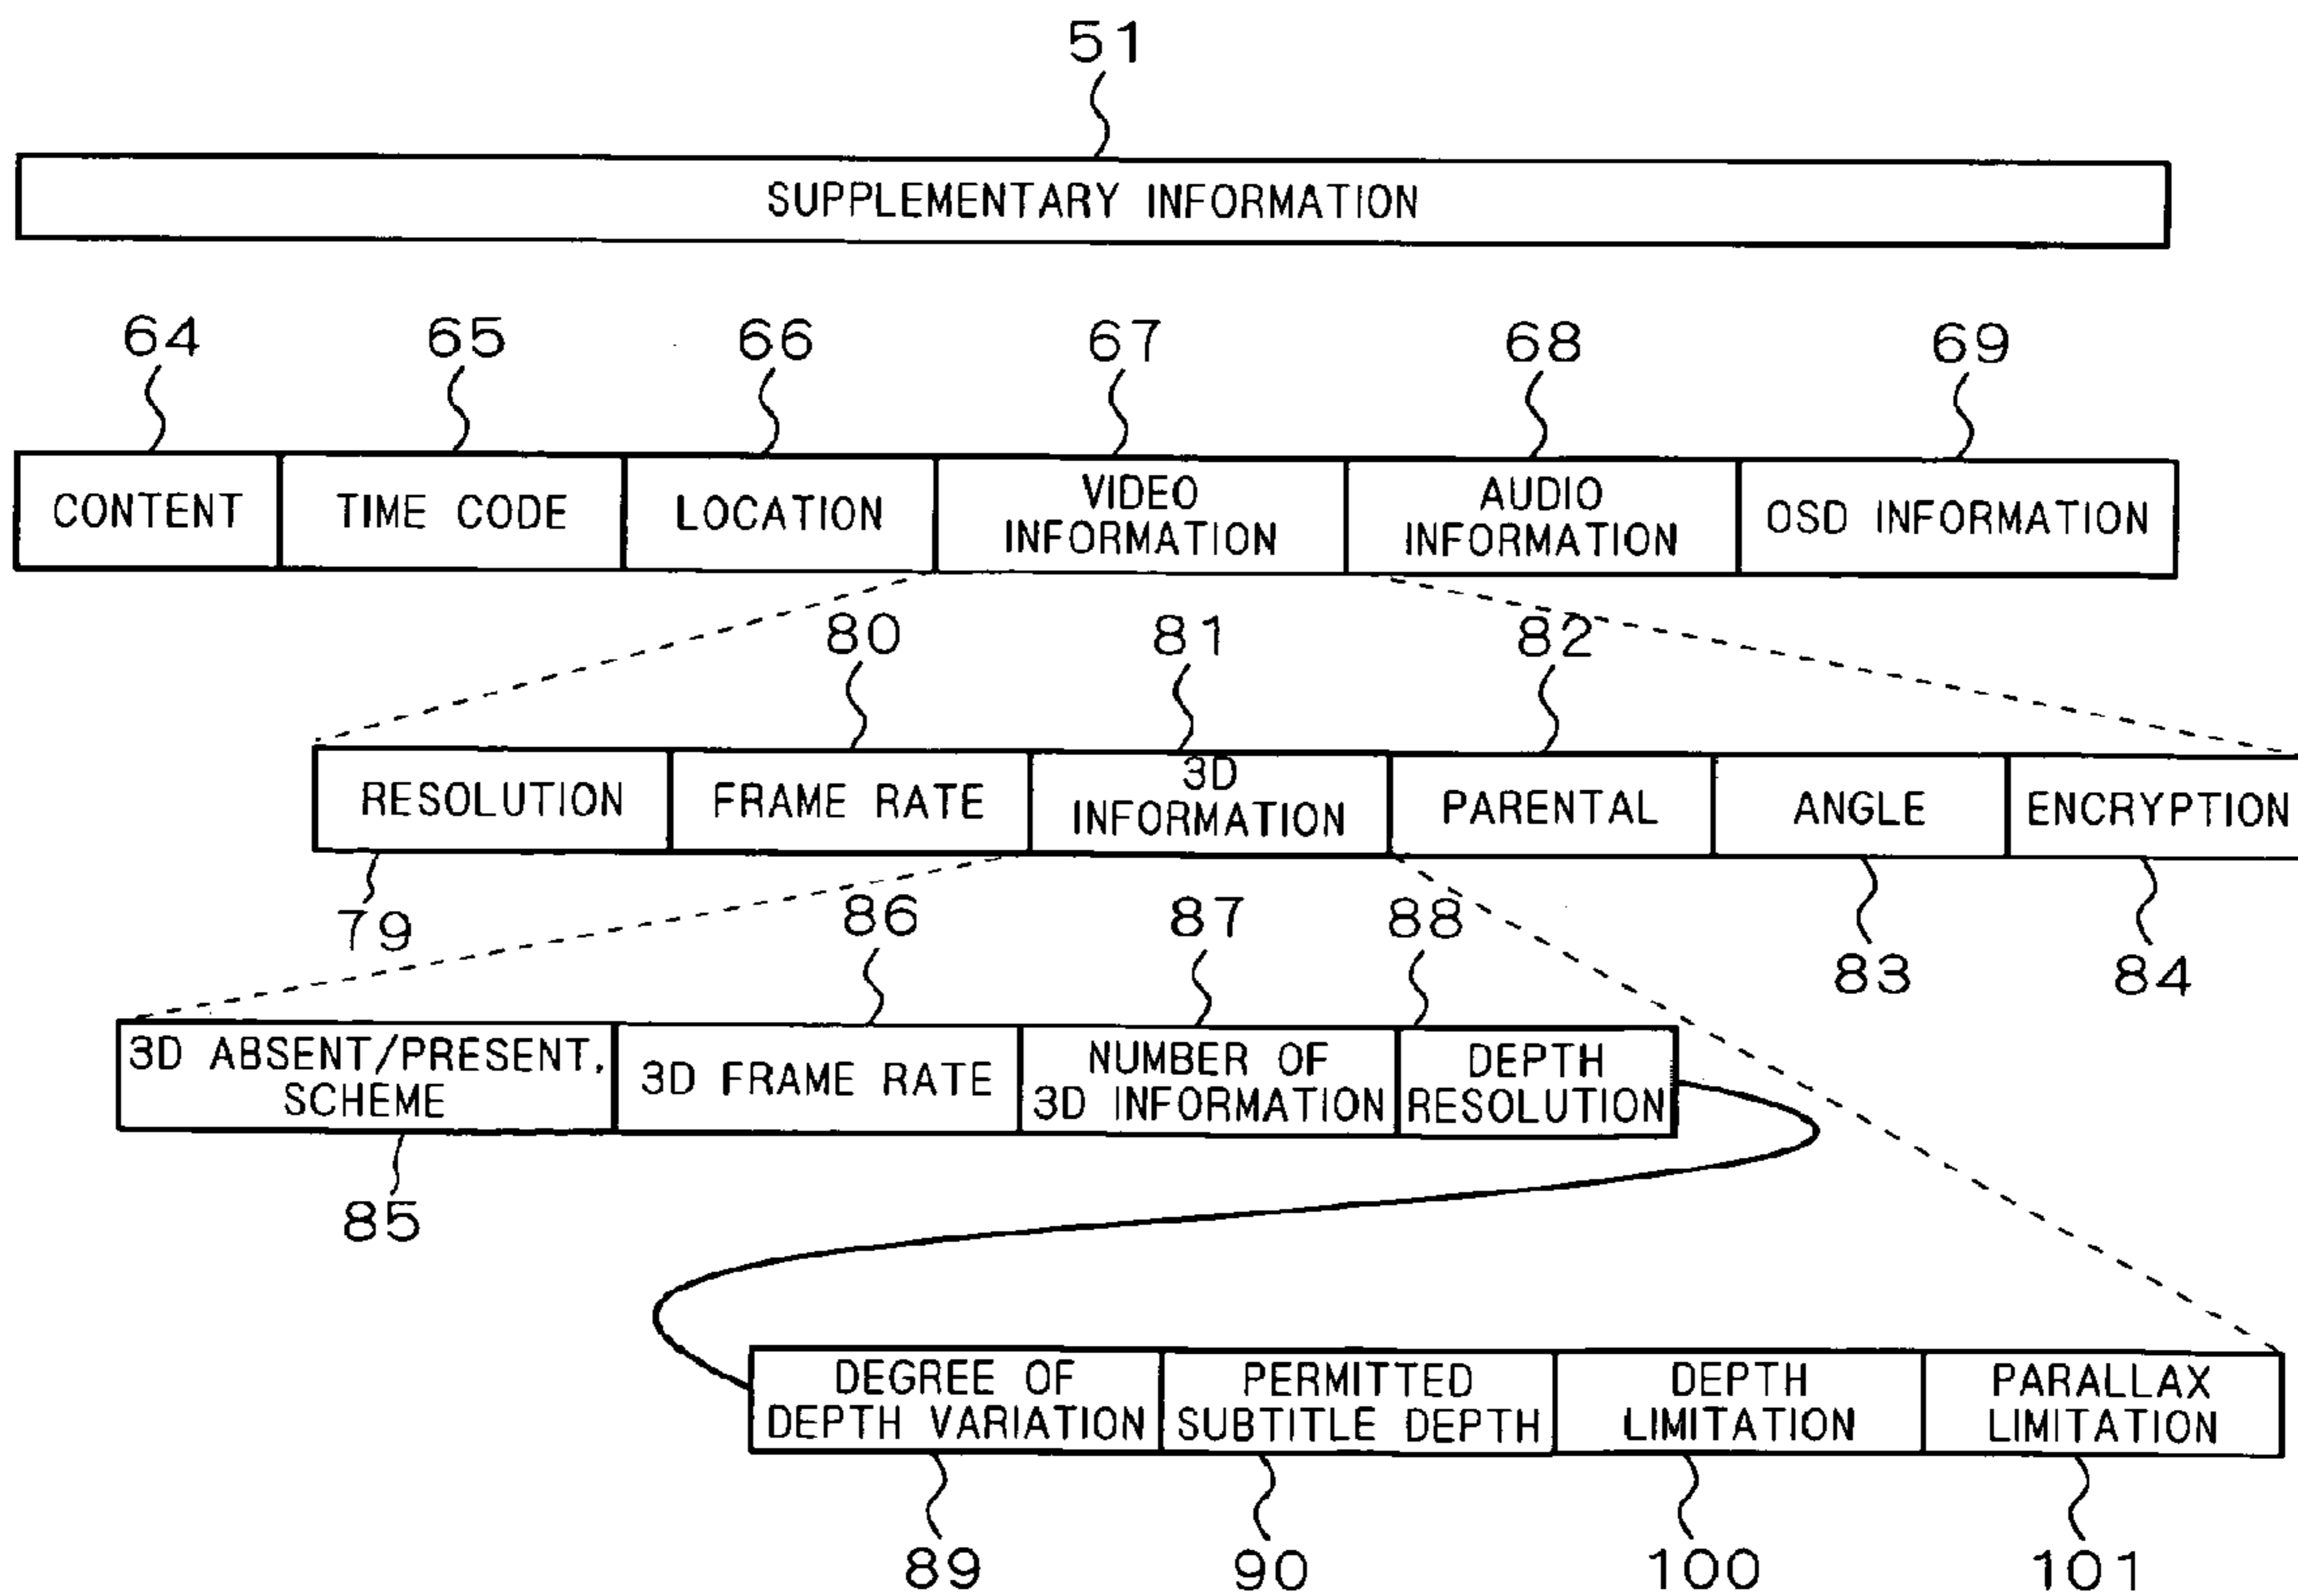 51
SUPPLEMENTARY INFORMATION
64 65 66 67 68 69
CONTENT
TIME CODE
LOCATION
VIDEO
INFORMATION
AUDIO
INFORMATION
OSD INFORMATION
80 81 82
RESOLUTION
FRAME RATE
3D
INFORMATION
PARENTAL
ANGLE
ENCRYPTION
79 86 87 88 83 84
3D ABSENT/PRESENT,
SCHEME
3D FRAME RATE
NUMBER OF
3D INFORMATION
DEPTH
RESOLUTION
85
DEGREE OF
DEPTH VARIATION
PERMITTED
SUBTITLE DEPTH
DEPTH
LIMITATION
PARALLAX
LIMITATION
89 90 100 101